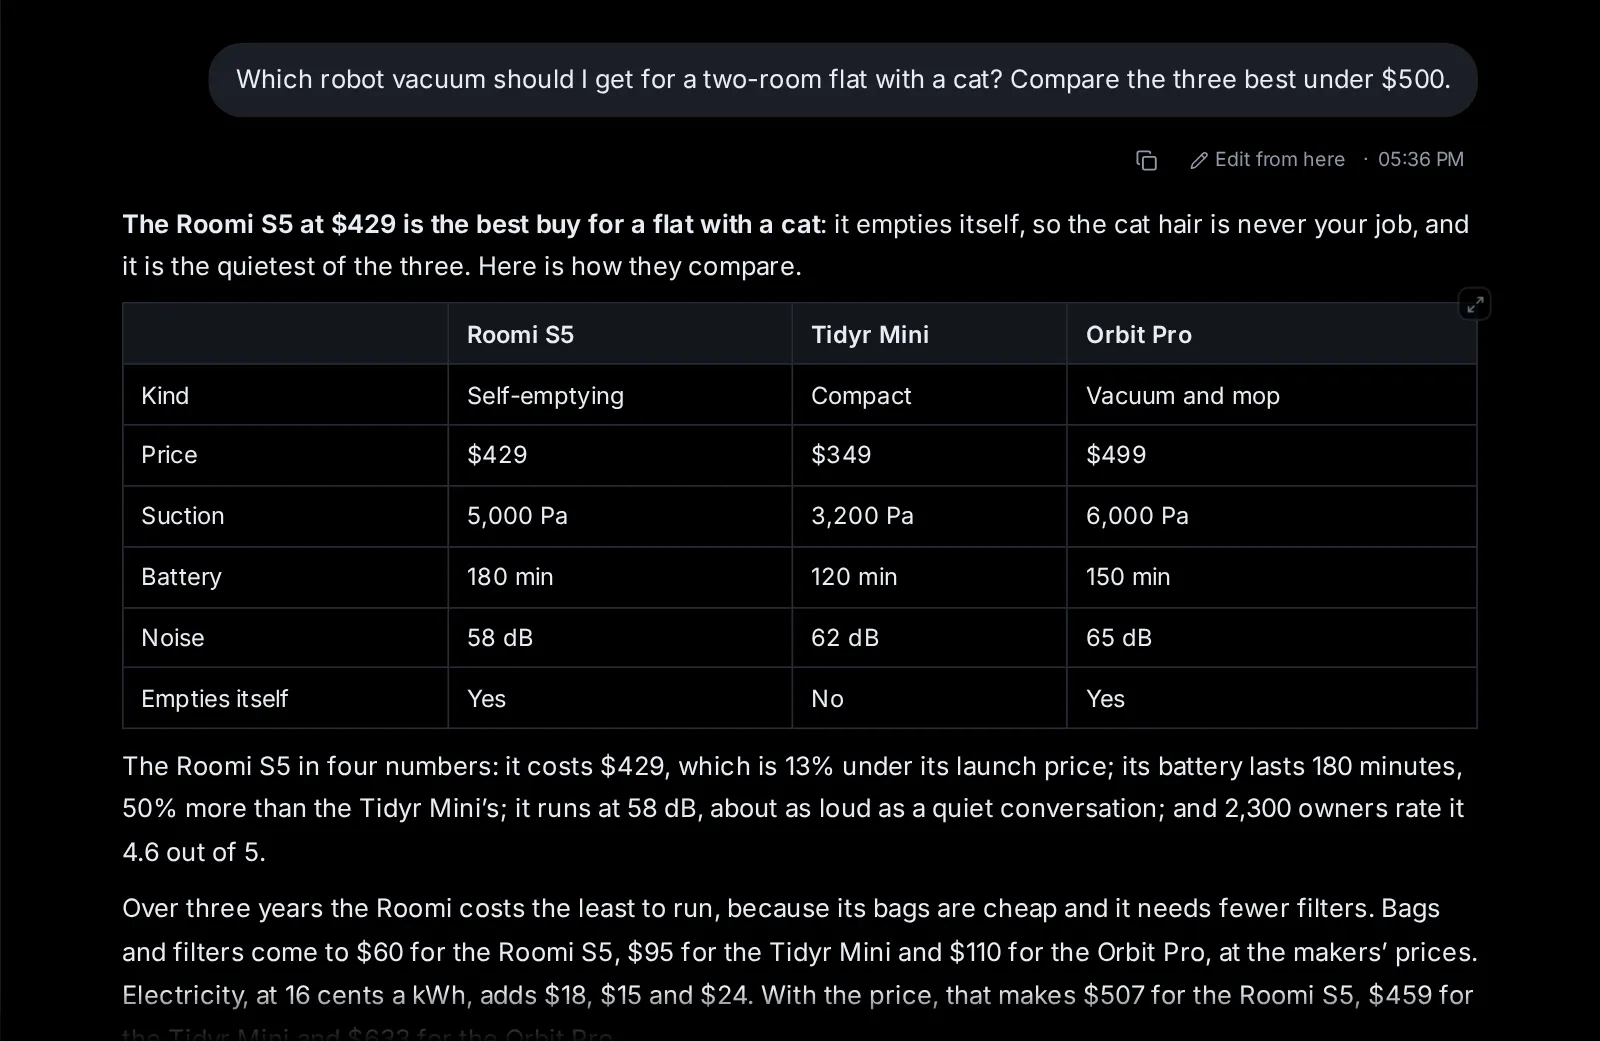 Which robot vacuum should I get for a two-room flat with a cat? Compare the three best under $500.
Edit from here · 05:36 PM
The Roomi S5 at $429 is the best buy for a flat with a cat: it empties itself, so the cat hair is never your job, and
it is the quietest of the three. Here is how they compare.
Roomi S5 Tidyr Mini Orbit Pro
Kind Self-emptying Compact Vacuum and mop
Price $429 $349 $499
Suction 5,000 Pa 3,200 Pa 6,000 Pa
Battery 180 min 120 min 150 min
Noise 58 dB 62 dB 65 dB
Empties itself Yes No Yes
The Roomi S5 in four numbers: it costs $429, which is 13% under its launch price; its battery lasts 180 minutes,
50% more than the Tidyr Mini’s; it runs at 58 dB, about as loud as a quiet conversation; and 2,300 owners rate it
4.6 out of 5.
Over three years the Roomi costs the least to run, because its bags are cheap and it needs fewer filters. Bags
and filters come to $60 for the Roomi S5, $95 for the Tidyr Mini and $110 for the Orbit Pro, at the makers’ prices.
Electricity, at 16 cents a kWh, adds $18, $15 and $24. With the price, that makes $507 for the Roomi S5, $459 for
the Tidyr Mini and $633 for the Orbit Pro